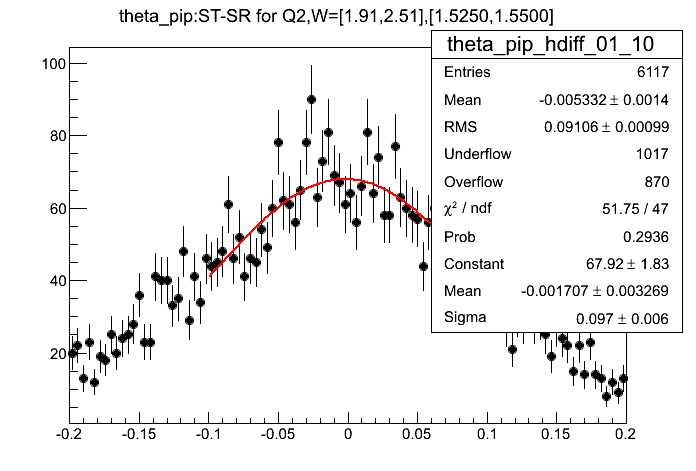 theta_pip:ST-SR for Q2,W=[1.91,2.51],[1.5250,1.5500]
theta_pip_hdiff_01_10
Entries 6117
Mean -0.005332 ± 0.0014
RMS 0.09106 ± 0.00099
Underflow 1017
Overflow 870
χ² / ndf 51.75 / 47
Prob 0.2936
Constant 67.92 ± 1.83
Mean -0.001707 ± 0.003269
Sigma 0.097 ± 0.006
100
80
60
40
20
-0.2 -0.15 -0.1 -0.05 0 0.05 0.1 0.15 0.2